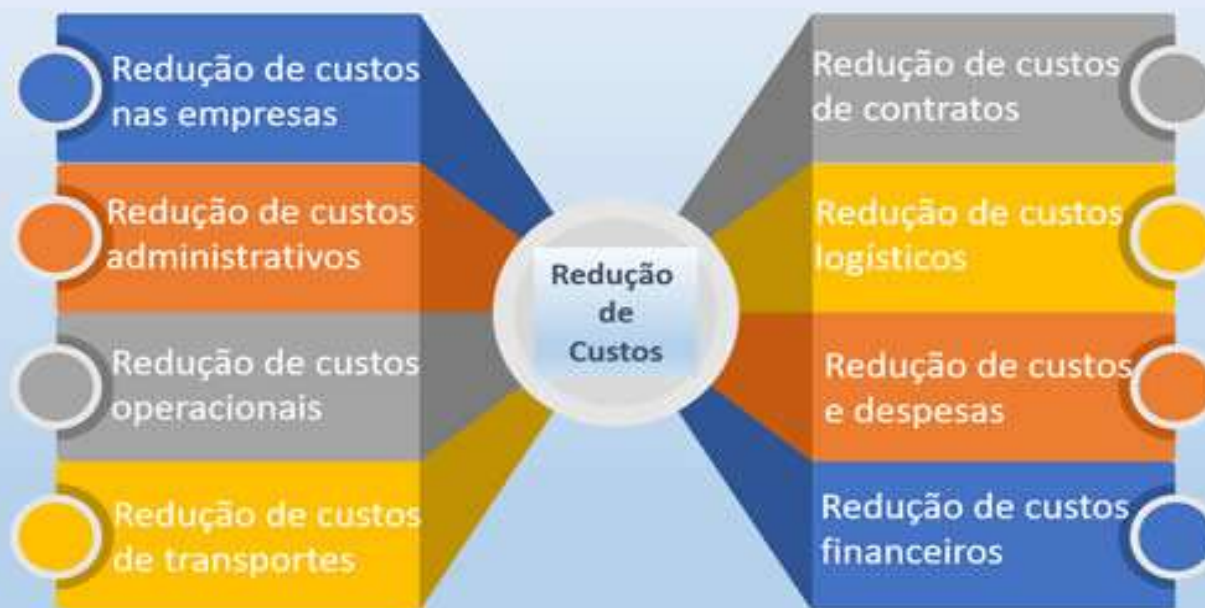 Redução de custos
nas empresas
Redução de custos
administrativos
Redução de custos
operacionais
Redução de custos
de transportes
Redução
de
Custos
Redução de custos
de contratos
Redução de custos
logísticos
Redução de custos
e despesas
Redução de custos
financeiros